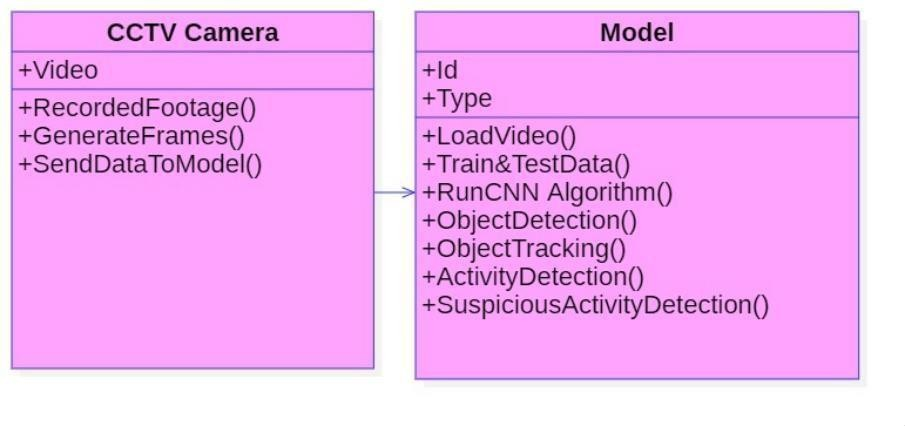 CCTV Camera
+Video
+RecordedFootage()
+GenerateFrames()
+SendDataToModel()
Model
+Id
+Type
+LoadVideo()
+Train&TestData()
+RunCNN Algorithm()
+ObjectDetection()
+ObjectTracking()
+ActivityDetection()
+SuspiciousActivityDetection()